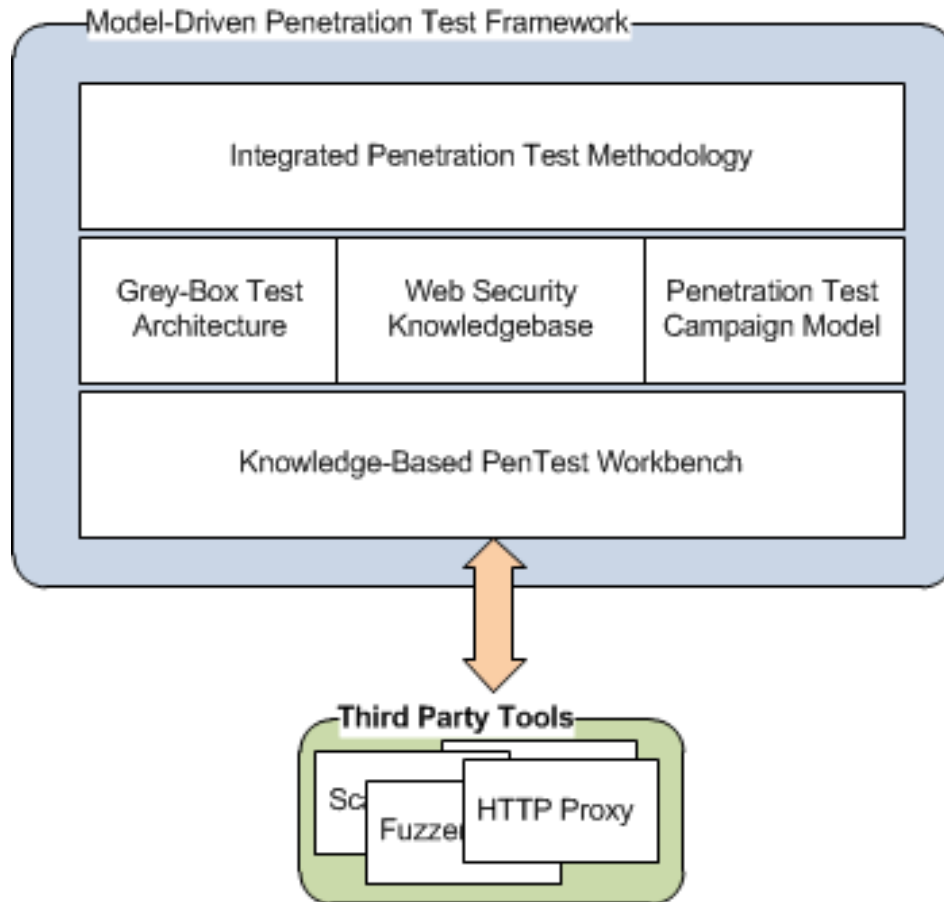 Model-Driven Penetration Test Framework
Integrated Penetration Test Methodology
Grey-Box Test
Architecture
Web Security
Knowledgebase
Penetration Test
Campaign Model
Knowledge-Based PenTest Workbench
Third Party Tools
HTTP Proxy
Fuzzer